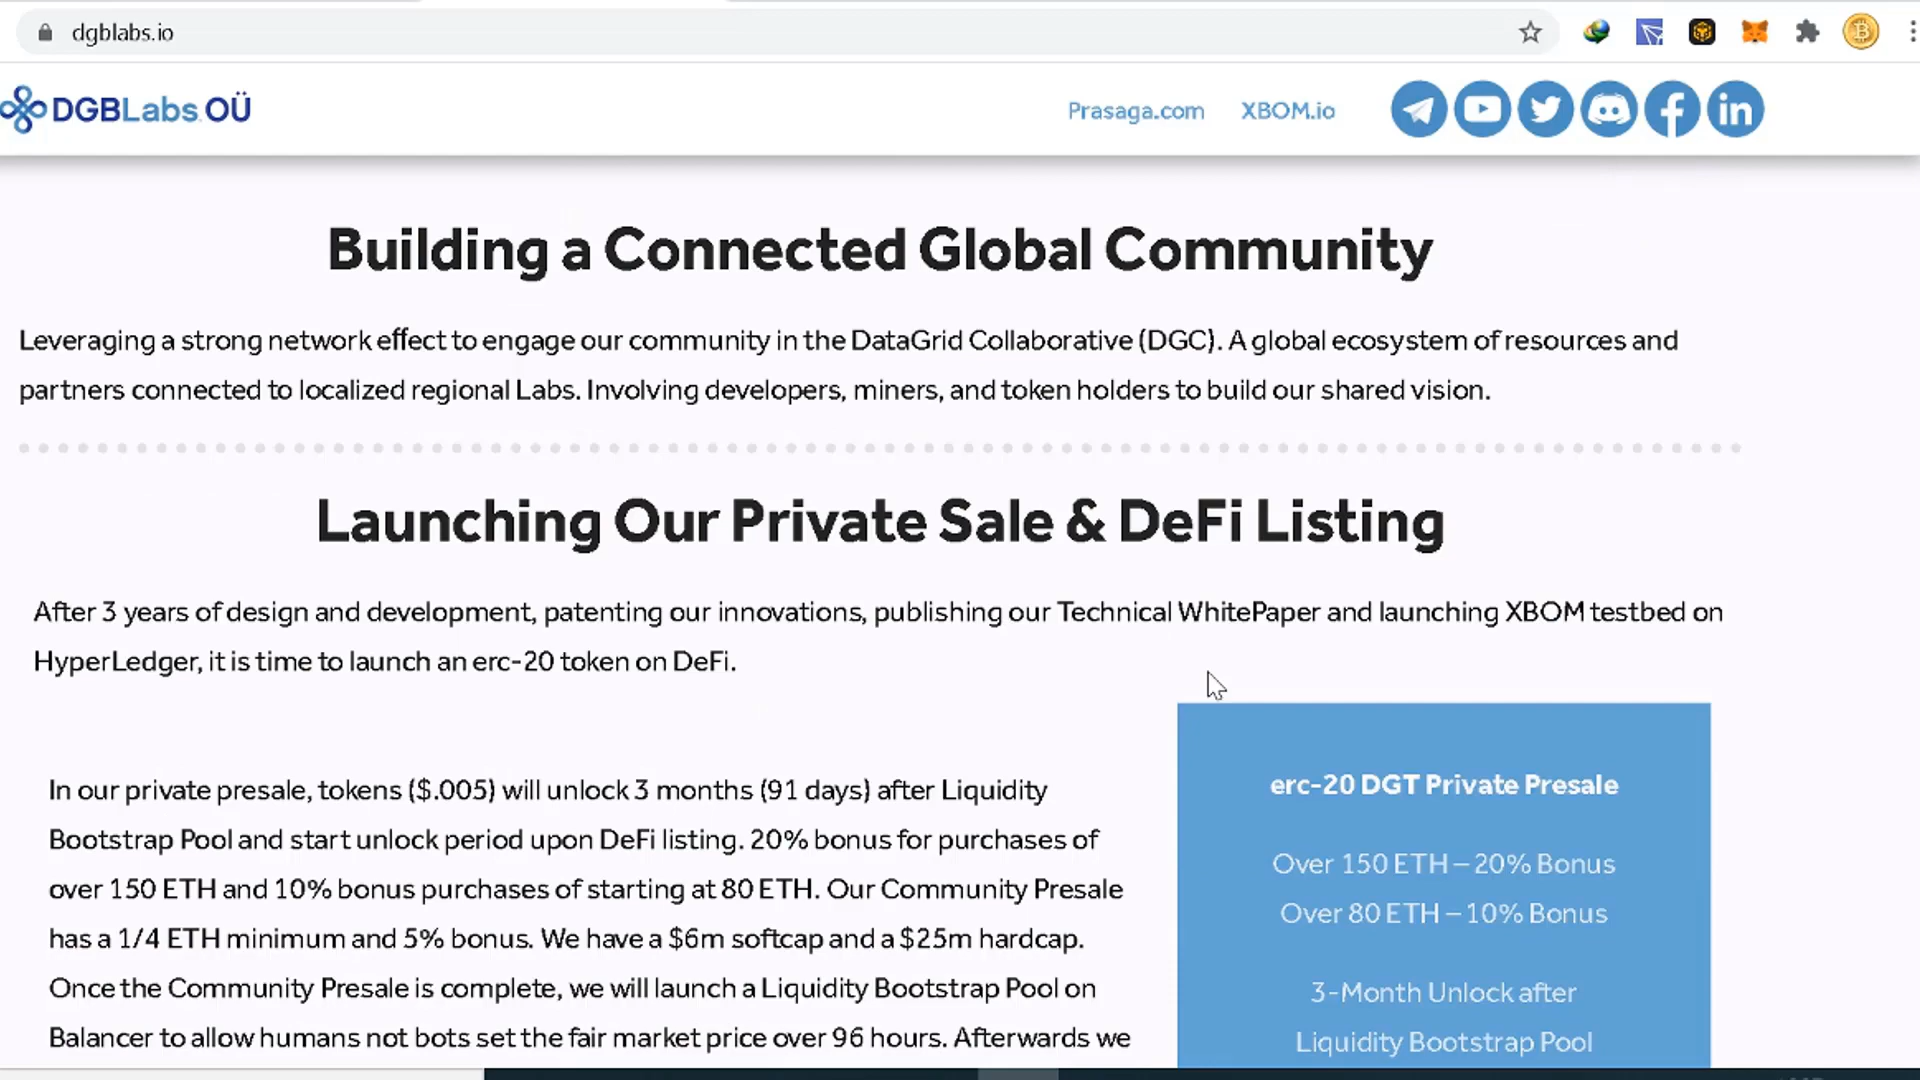 dgblabs.io
DGBLabs OÜ
Prasaga.com XBOM.io
Building a Connected Global Community
Leveraging a strong network effect to engage our community in the DataGrid Collaborative (DGC). A global ecosystem of resources and
partners connected to localized regional Labs. Involving developers, miners, and token holders to build our shared vision.
Launching Our Private Sale & DeFi Listing
After 3 years of design and development, patenting our innovations, publishing our Technical WhitePaper and launching XBOM testbed on
HyperLedger, it is time to launch an erc-20 token on DeFi.
In our private presale, tokens ($.005) will unlock 3 months (91 days) after Liquidity
Bootstrap Pool and start unlock period upon DeFi listing. 20% bonus for purchases of
over 150 ETH and 10% bonus purchases of starting at 80 ETH. Our Community Presale
has a 1/4 ETH minimum and 5% bonus. We have a $6m softcap and a $25m hardcap.
Once the Community Presale is complete, we will launch a Liquidity Bootstrap Pool on
Balancer to allow humans not bots set the fair market price over 96 hours. Afterwards we
erc-20 DGT Private Presale
Over 150 ETH – 20% Bonus
Over 80 ETH – 10% Bonus
3-Month Unlock after
Liquidity Bootstrap Pool